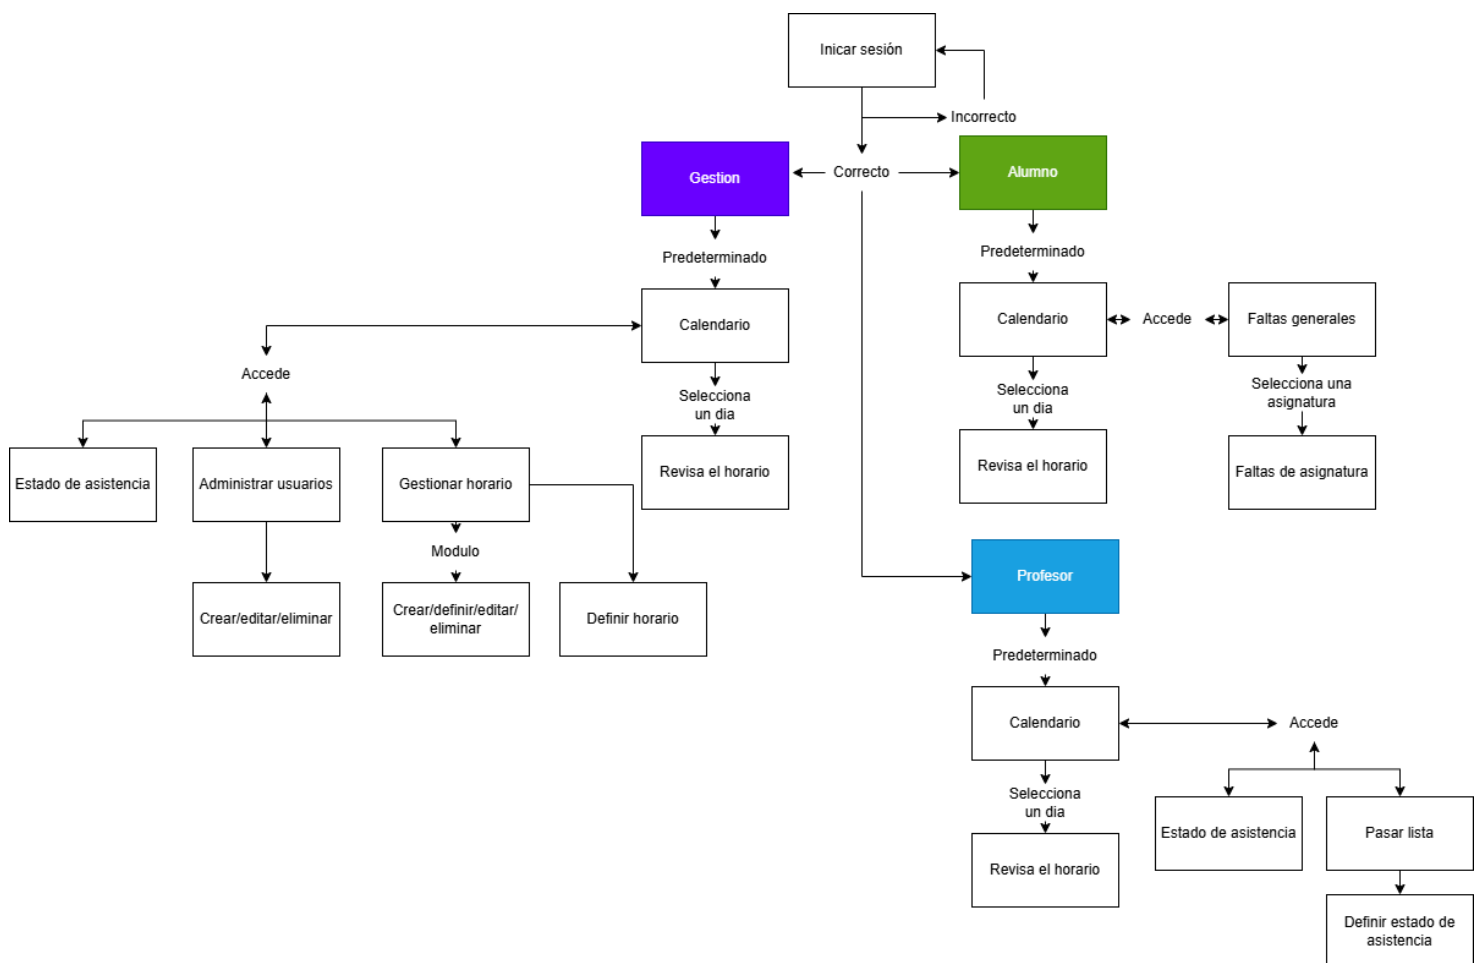 Inicar sesión
Incorrecto
Correcto
Gestion
Alumno
Predeterminado
Predeterminado
Calendario
Calendario
Accede
Faltas generales
Accede
Selecciona
un dia
Selecciona
un dia
Selecciona una
asignatura
Estado de asistencia
Administrar usuarios
Gestionar horario
Revisa el horario
Revisa el horario
Faltas de asignatura
Modulo
Crear/editar/eliminar
Crear/definir/editar/
eliminar
Definir horario
Profesor
Predeterminado
Calendario
Accede
Selecciona
un dia
Estado de asistencia
Pasar lista
Revisa el horario
Definir estado de
asistencia